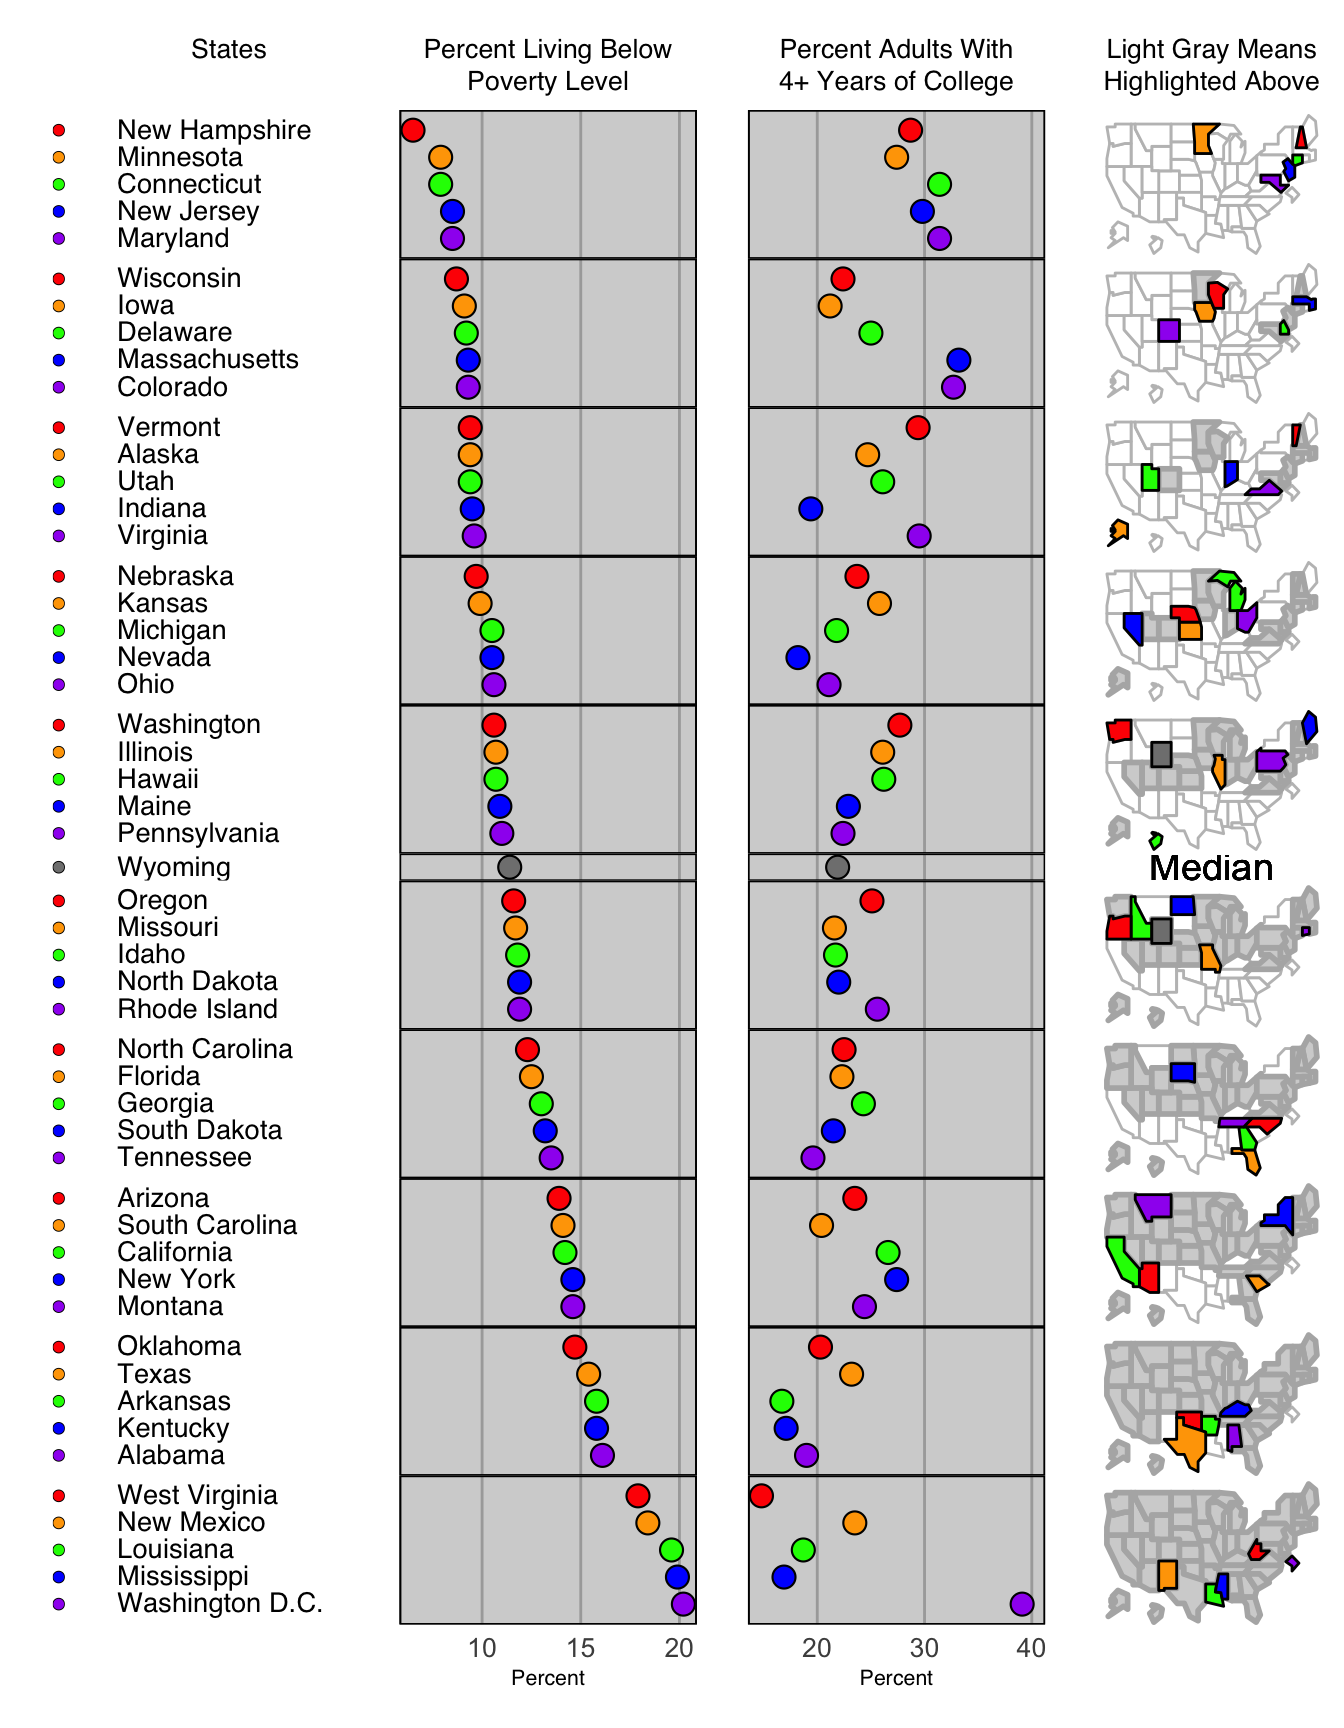 States
Percent Living Below
Poverty Level
Percent Adults With
4+ Years of College
Light Gray Means
Highlighted Above
New Hampshire
Minnesota
Connecticut
New Jersey
Maryland
Wisconsin
Iowa
Delaware
Massachusetts
Colorado
Vermont
Alaska
Utah
Indiana
Virginia
Nebraska
Kansas
Michigan
Nevada
Ohio
Washington
Illinois
Hawaii
Maine
Pennsylvania
Wyoming
Median
Oregon
Missouri
Idaho
North Dakota
Rhode Island
North Carolina
Florida
Georgia
South Dakota
Tennessee
Arizona
South Carolina
California
New York
Montana
Oklahoma
Texas
Arkansas
Kentucky
Alabama
West Virginia
New Mexico
Louisiana
Mississippi
Washington D.C.
10 15 20
Percent
20 30 40
Percent